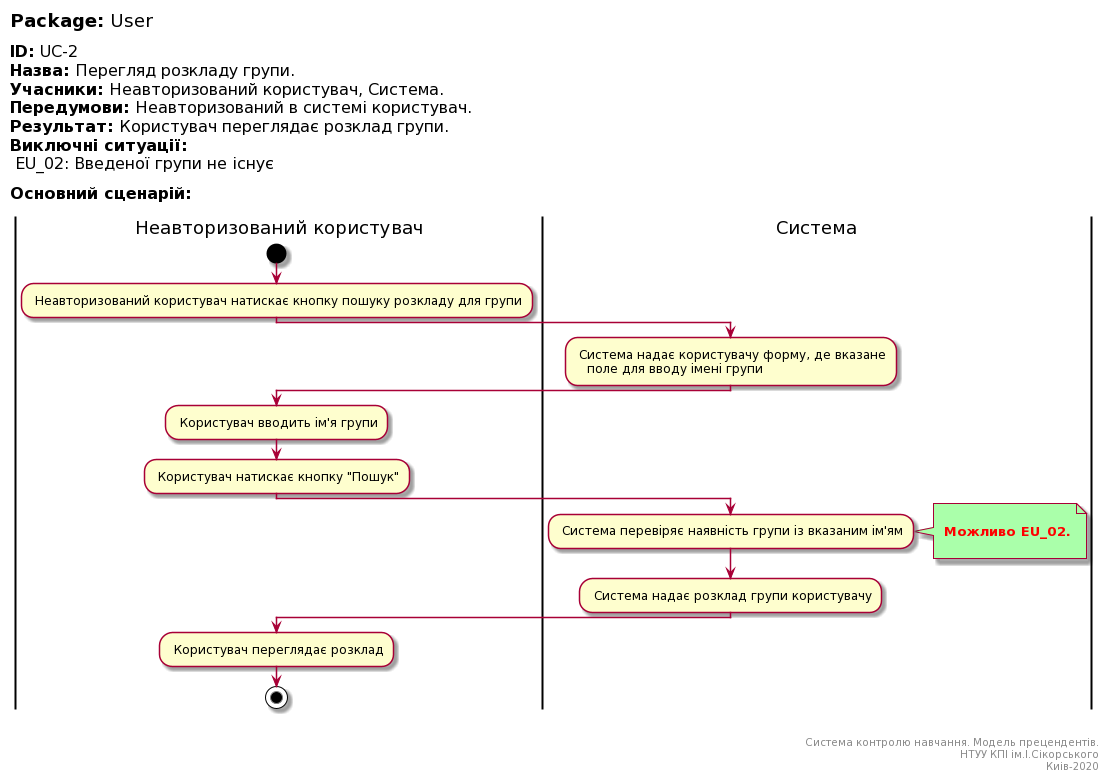 Package: User
ID: UC-2
Назва: Перегляд розкладу групи.
Учасники: Неавторизований користувач, Система.
Передумови: Неавторизований в системі користувач.
Результат: Користувач переглядає розклад групи.
Виключні ситуації:
EU_02: Введеної групи не існує
Основний сценарій:
Неавторизований користувач
Система
Неавторизований користувач натискає кнопку пошуку розкладу для групи
Система надає користувачу форму, де вказане
поле для вводу імені групи
Користувач вводить ім'я групи
Користувач натискає кнопку "Пошук"
Система перевіряє наявність групи із вказаним ім'ям
Можливо EU_02.
Система надає розклад групи користувачу
Користувач переглядає розклад
Система контролю навчання. Модель прецендентів.
НТУУ КПІ ім.І.Сікорського
Киів-2020